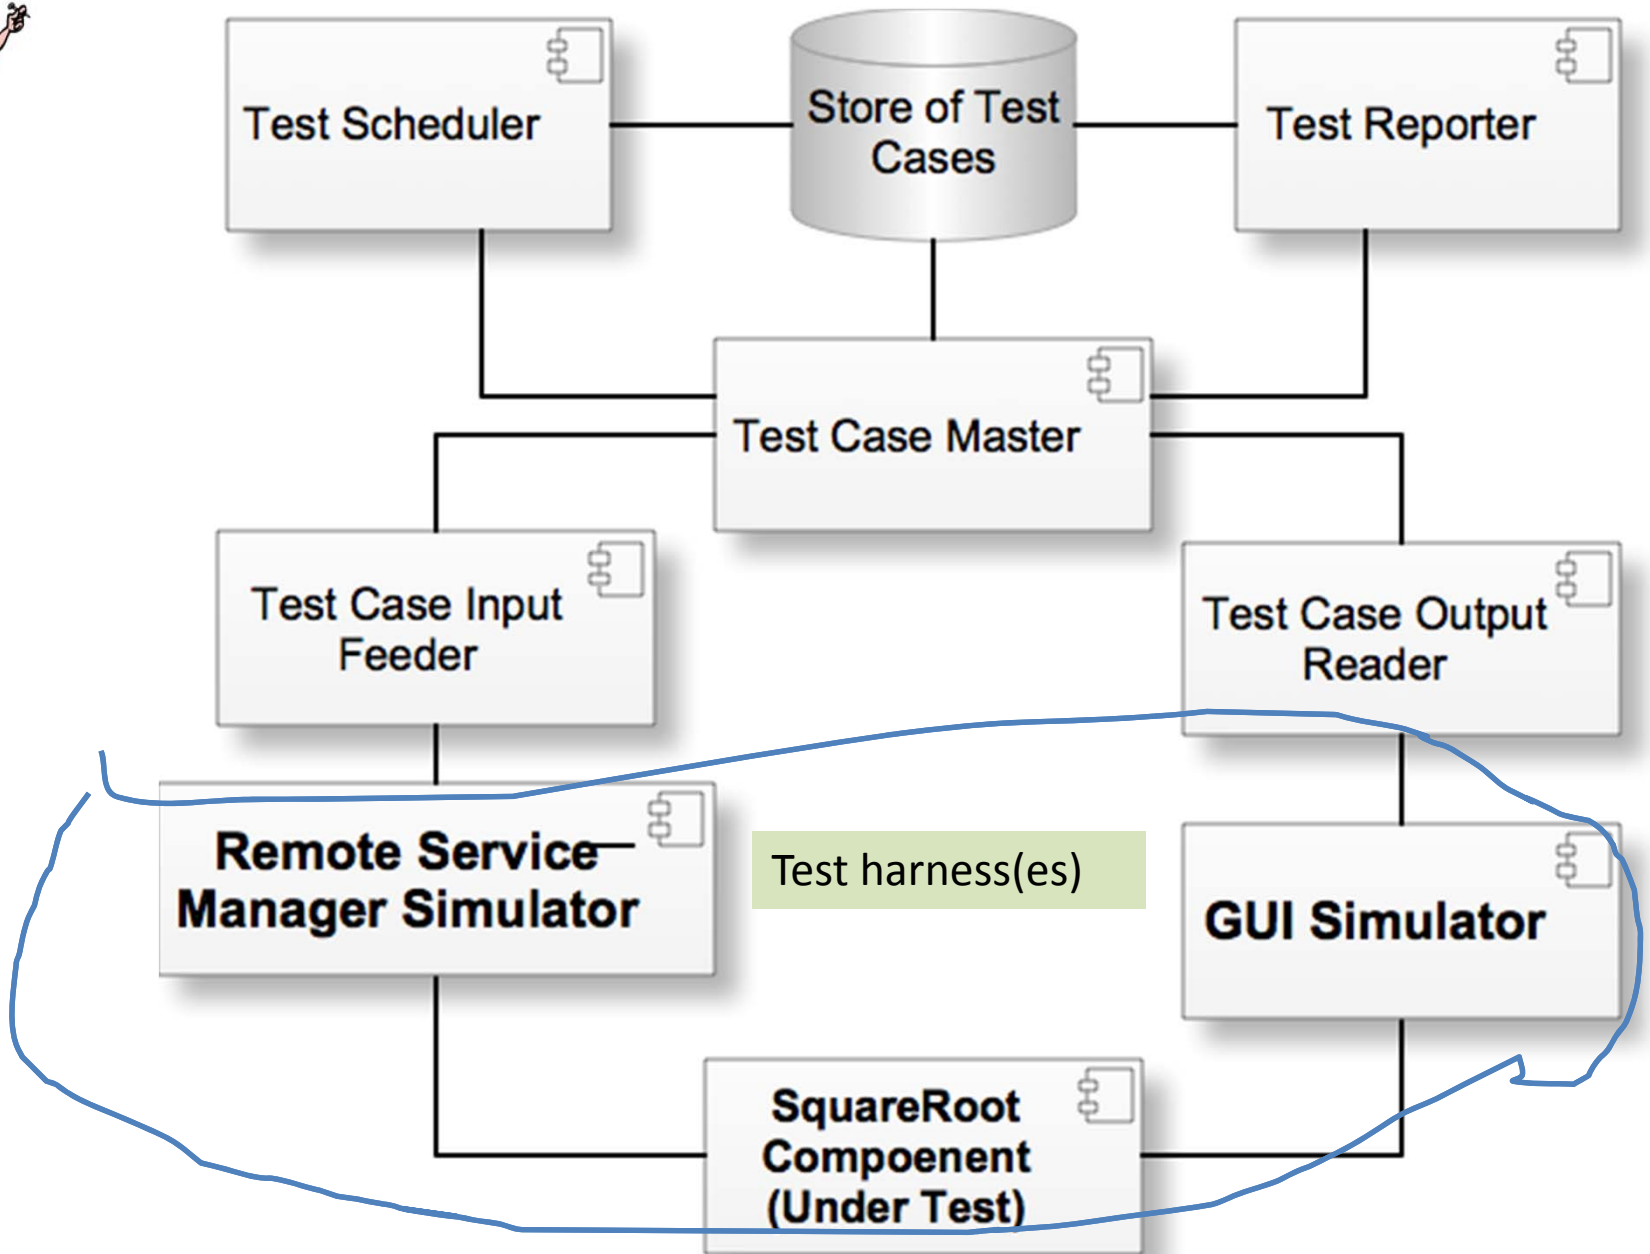 Test Scheduler
Store of Test
Cases
Test Reporter
Test Case Master
Test Case Input
Feeder
Test Case Output
Reader
Remote Service
Manager Simulator
Test harness(es)
GUI Simulator
SquareRoot
Compoenent
(Under Test)